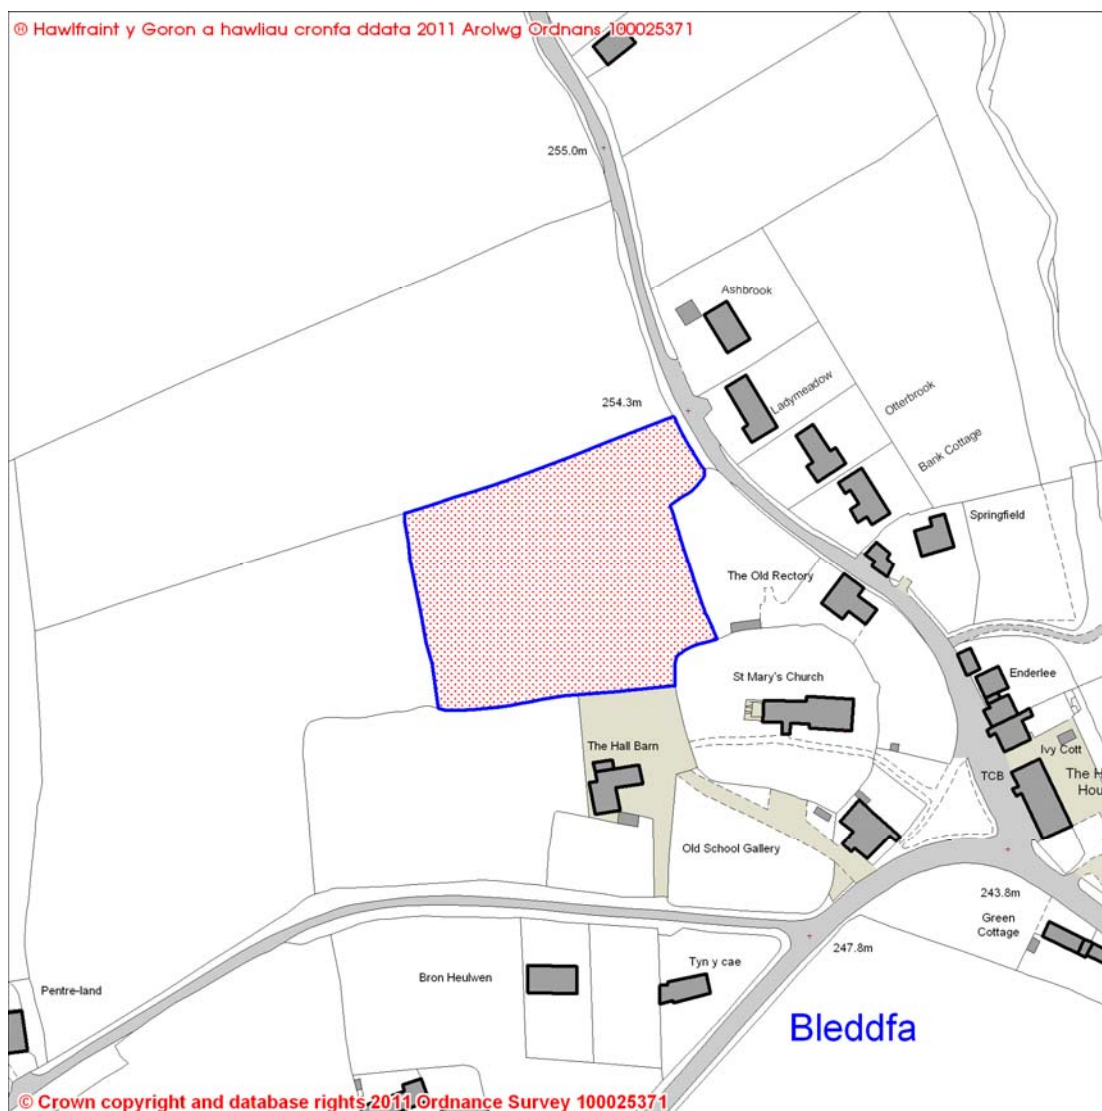 ® Hawlfraint y Goron a hawliau cronfa ddata 2011 Arolwg Ordnans 100025371
255.0m
Ashbrook
254.3m
Ladymeadow
Otterbrook
Bank Cottage
Springfield
The Old Rectory
St Mary's Church
Enderlee
The Hall Barn
Ivy Cott
TCB
The H
Hou
Old School Gallery
243.8m
Green
Cottage
247.8m
Tyn y cae
Bron Heulwen
Pentre-land
Bleddfa
© Crown copyright and database rights 2011 Ordnance Survey 100025371